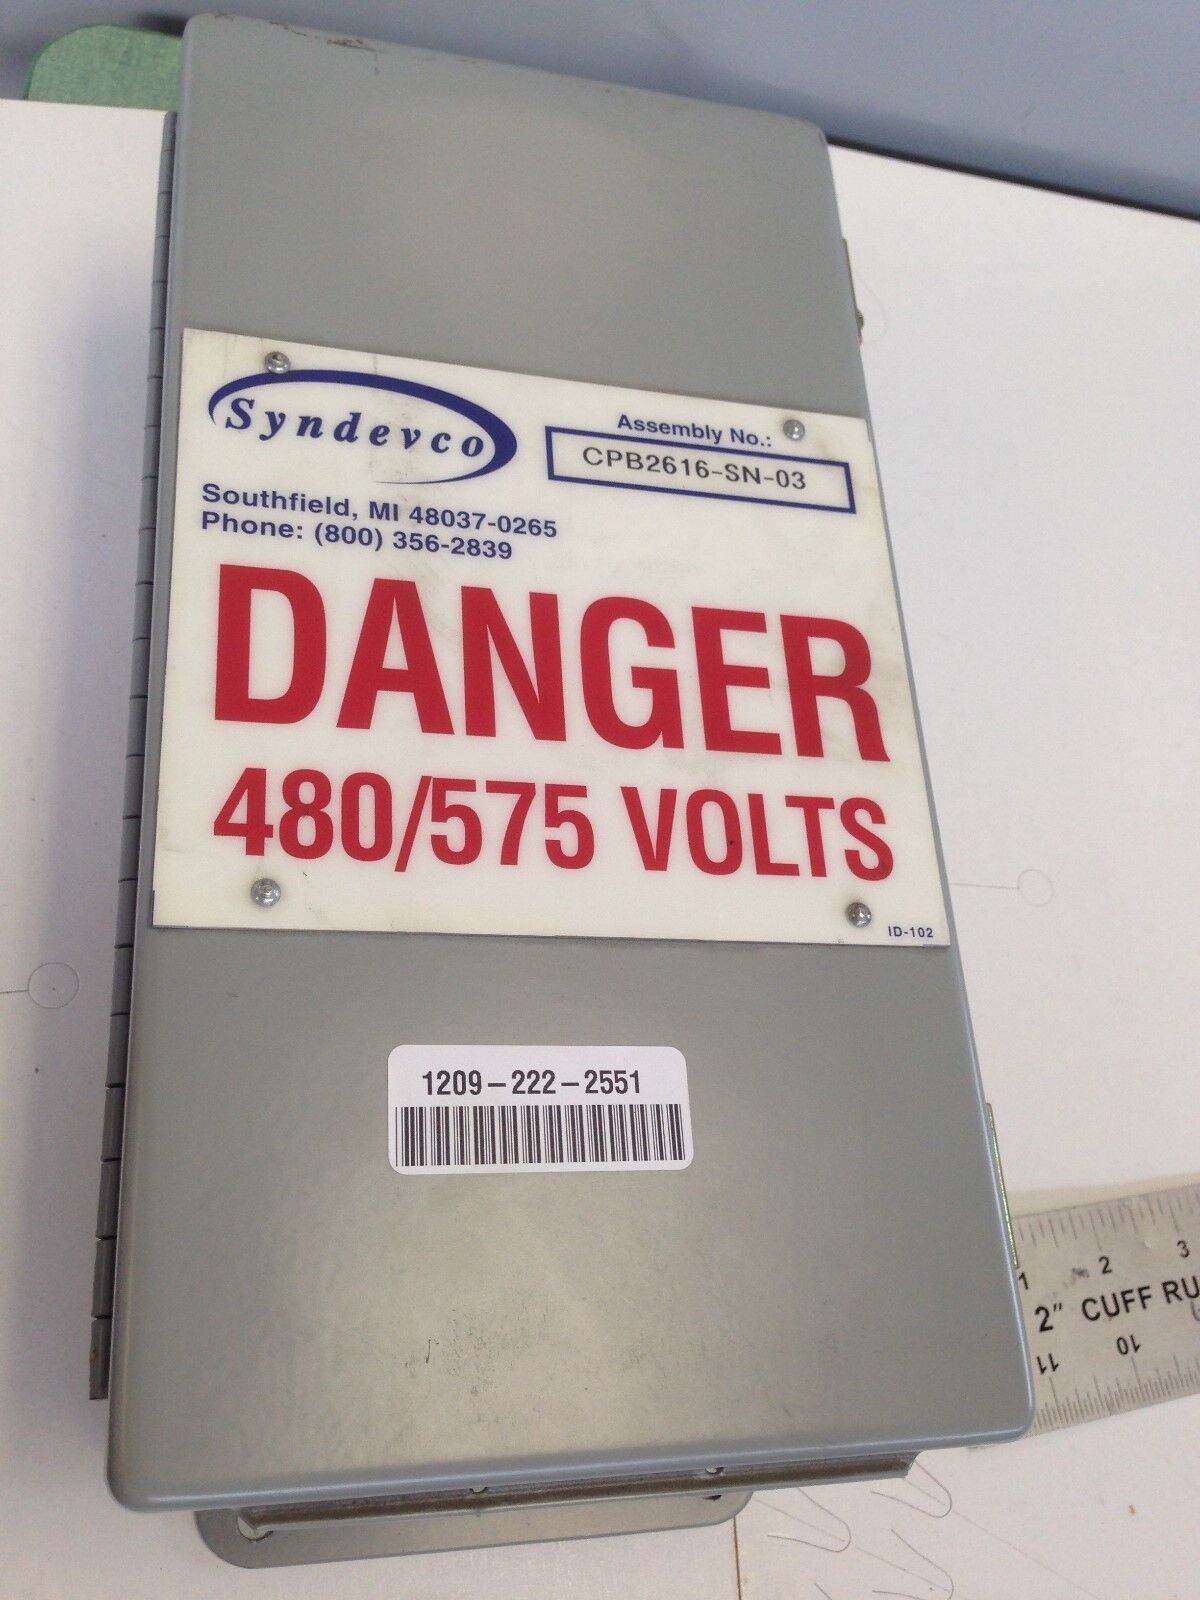 Syndevco
Assembly No.:
CPB2616-SN-03
Southfield, MI 48037-0265
Phone: (800) 356-2839
DANGER
480/575 VOLTS
ID-102
1209-222-2551
1 2 3
2" CUFF RU
11 10